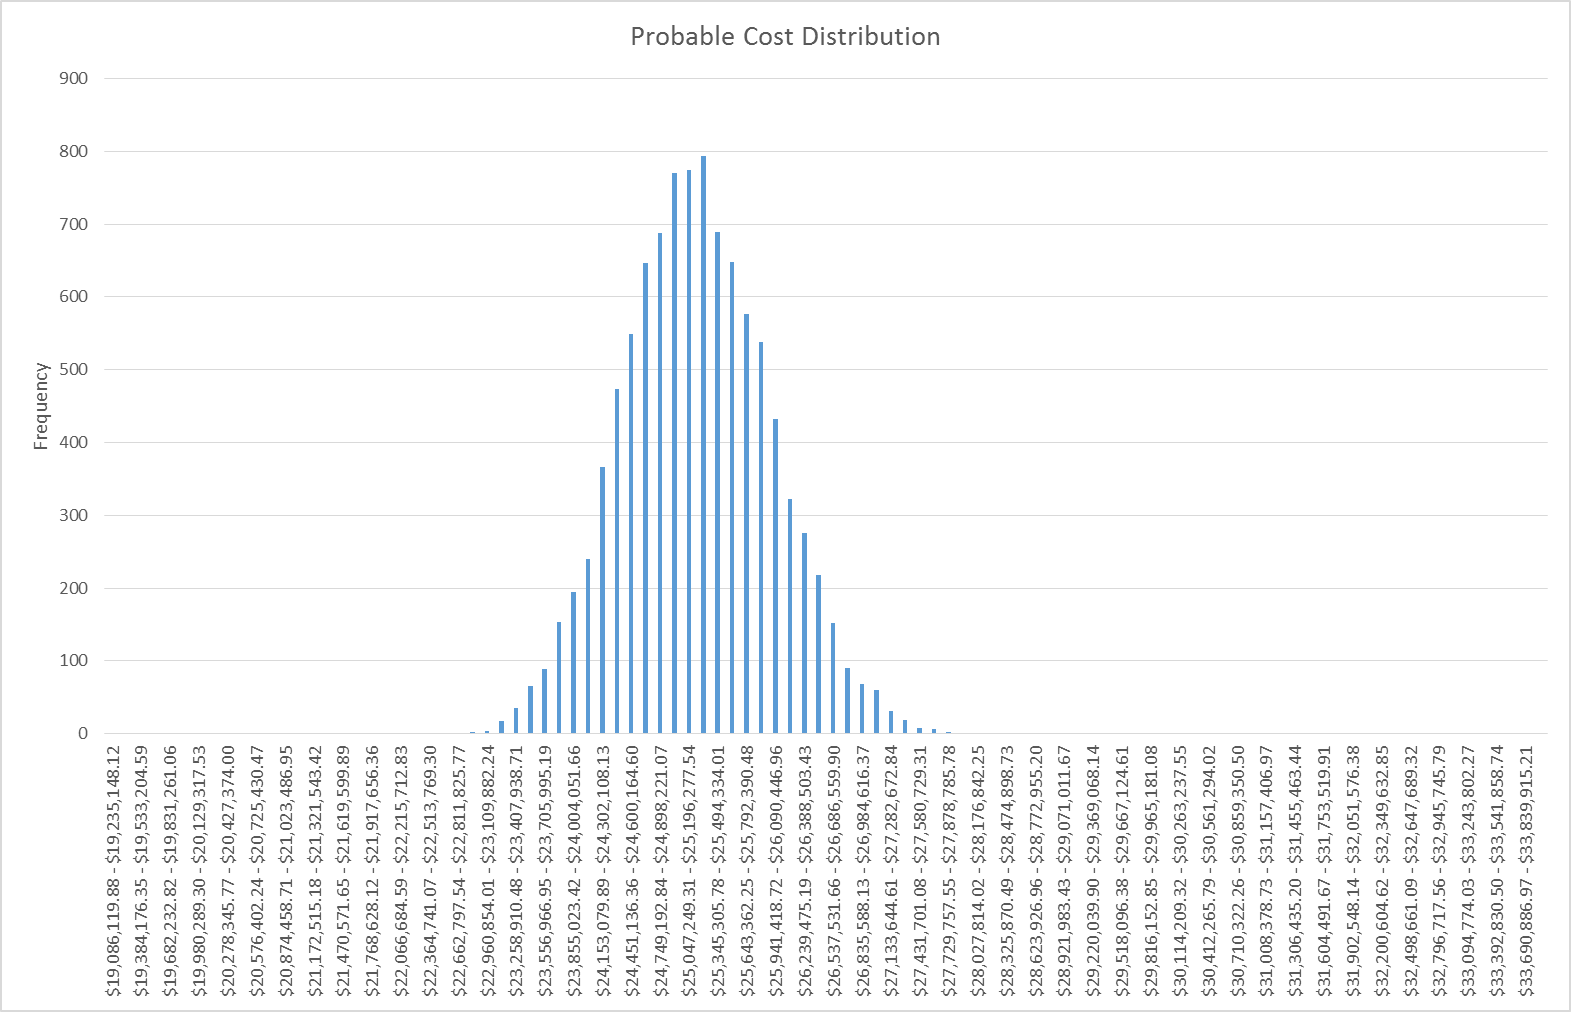 Probable Cost Distribution
900
800
700
600
500
400
300
200
100
0
Frequency
$19,086,119.88 - $19,235,148.12
$19,384,176.35 - $19,533,204.59
$19,682,232.82 - $19,831,261.06
$19,980,289.30 - $20,129,317.53
$20,278,345.77 - $20,427,374.00
$20,576,402.24 - $20,725,430.47
$20,874,458.71 - $21,023,486.95
$21,172,515.18 - $21,321,543.42
$21,470,571.65 - $21,619,599.89
$21,768,628.12 - $21,917,656.36
$22,066,684.59 - $22,215,712.83
$22,364,741.07 - $22,513,769.30
$22,662,797.54 - $22,811,825.77
$22,960,854.01 - $23,109,882.24
$23,258,910.48 - $23,407,938.71
$23,556,966.95 - $23,705,995.19
$23,855,023.42 - $24,004,051.66
$24,153,079.89 - $24,302,108.13
$24,451,136.36 - $24,600,164.60
$24,749,192.84 - $24,898,221.07
$25,047,249.31 - $25,196,277.54
$25,345,305.78 - $25,494,334.01
$25,643,362.25 - $25,792,390.48
$25,941,418.72 - $26,090,446.96
$26,239,475.19 - $26,388,503.43
$26,537,531.66 - $26,686,559.90
$26,835,588.13 - $26,984,616.37
$27,133,644.61 - $27,282,672.84
$27,431,701.08 - $27,580,729.31
$27,729,757.55 - $27,878,785.78
$28,027,814.02 - $28,176,842.25
$28,325,870.49 - $28,474,898.73
$28,623,926.96 - $28,772,955.20
$28,921,983.43 - $29,071,011.67
$29,220,039.90 - $29,369,068.14
$29,518,096.38 - $29,667,124.61
$29,816,152.85 - $29,965,181.08
$30,114,209.32 - $30,263,237.55
$30,412,265.79 - $30,561,294.02
$30,710,322.26 - $30,859,350.50
$31,008,378.73 - $31,157,406.97
$31,306,435.20 - $31,455,463.44
$31,604,491.67 - $31,753,519.91
$31,902,548.14 - $32,051,576.38
$32,200,604.62 - $32,349,632.85
$32,498,661.09 - $32,647,689.32
$32,796,717.56 - $32,945,745.79
$33,094,774.03 - $33,243,802.27
$33,392,830.50 - $33,541,858.74
$33,690,886.97 - $33,839,915.21